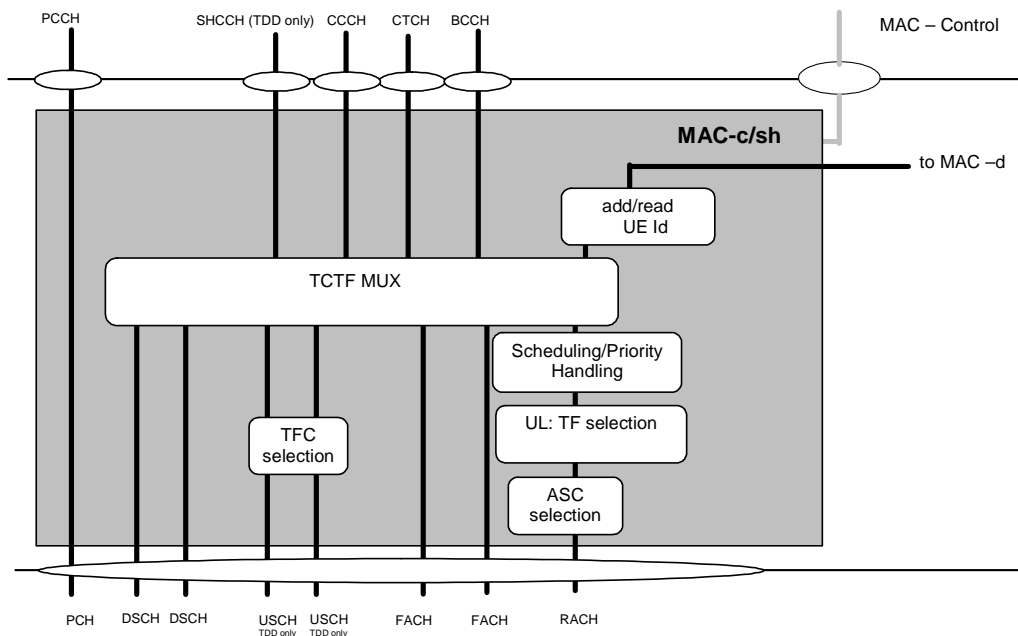 PCCH
SHCCH (TDD only)
CCCH
CTCH
BCCH
MAC – Control
MAC-c/sh
to MAC –d
add/read
UE Id
TCTF MUX
Scheduling/Priority
Handling
UL: TF selection
TFC
selection
ASC
selection
PCH
DSCH
DSCH
USCH
TDD only
USCH
TDD only
FACH
FACH
RACH